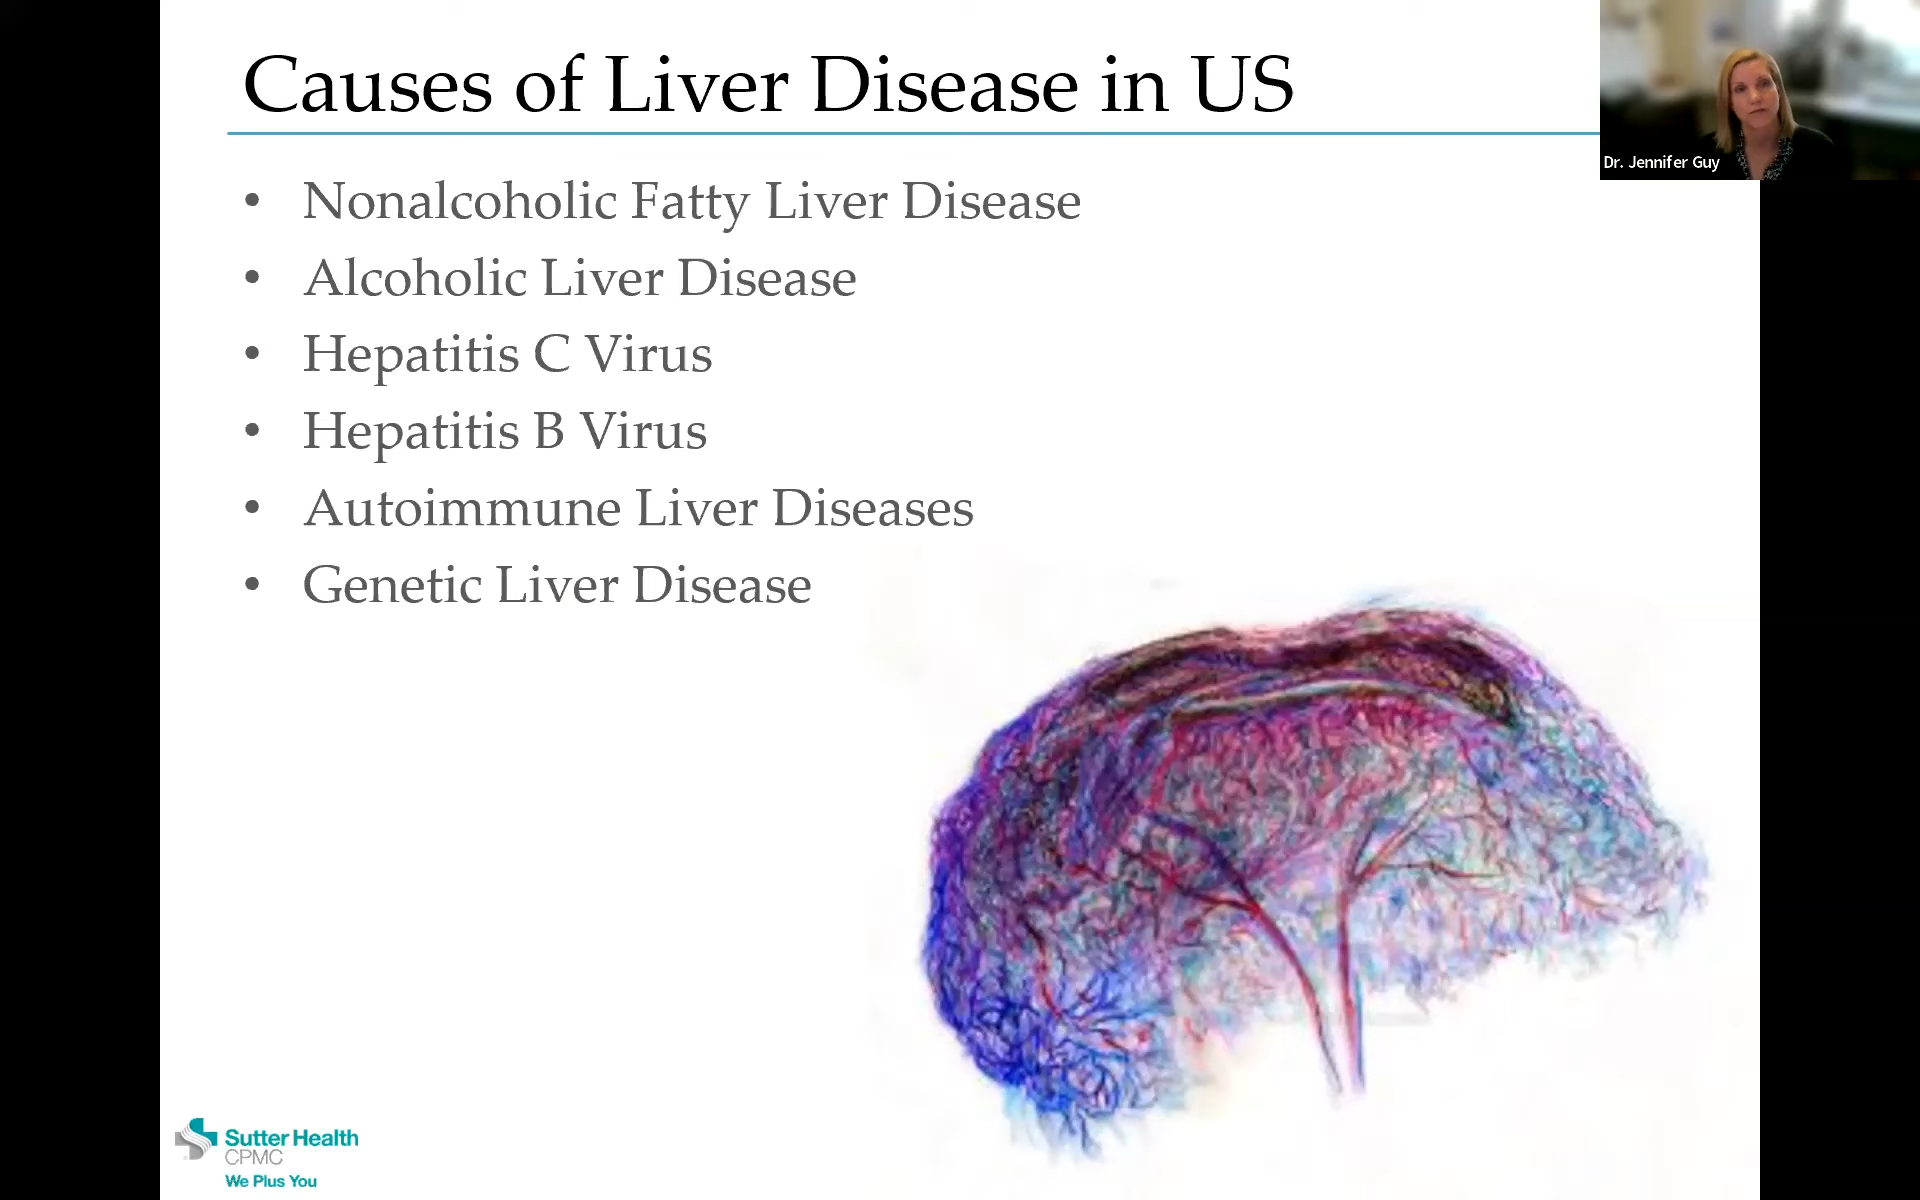 Causes of Liver Disease in US
Dr. Jennifer Guy
• Nonalcoholic Fatty Liver Disease
• Alcoholic Liver Disease
• Hepatitis C Virus
• Hepatitis B Virus
• Autoimmune Liver Diseases
• Genetic Liver Disease
Sutter Health
CPMC
We Plus You